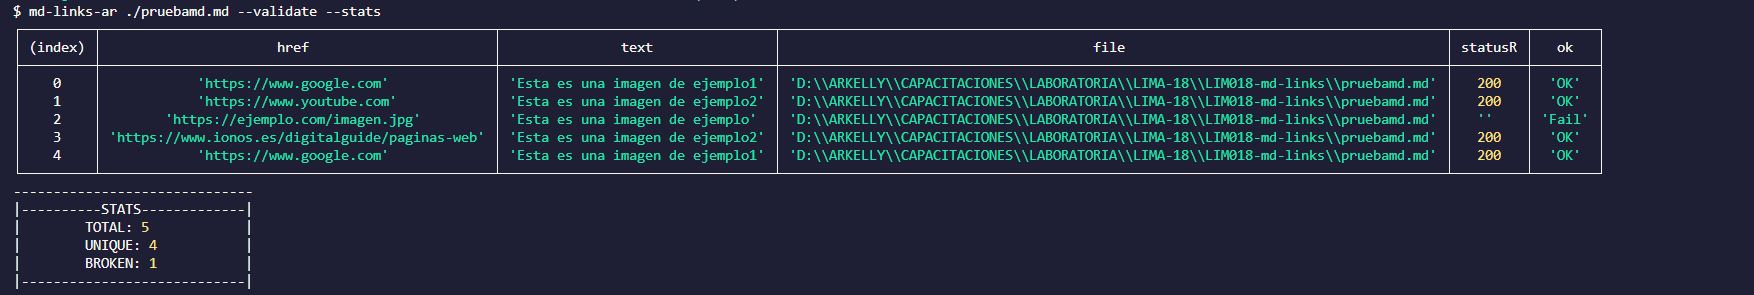 $ md-links-ar ./pruebamd.md --validate --stats
(index) href text file statusR ok
0 'https://www.google.com' 'Esta es una imagen de ejemplo1' 'D:\\ARKELLY\\CAPACITACIONES\\LABORATORIA\\LIMA-18\\LIM018-md-links\\pruebamd.md' 200 'OK'
1 'https://www.youtube.com' 'Esta es una imagen de ejemplo2' 'D:\\ARKELLY\\CAPACITACIONES\\LABORATORIA\\LIMA-18\\LIM018-md-links\\pruebamd.md' 200 'OK'
2 'https://ejemplo.com/imagen.jpg' 'Esta es una imagen de ejemplo' 'D:\\ARKELLY\\CAPACITACIONES\\LABORATORIA\\LIMA-18\\LIM018-md-links\\pruebamd.md' '' 'Fail'
3 'https://www.ionos.es/digitalguide/paginas-web' 'Esta es una imagen de ejemplo2' 'D:\\ARKELLY\\CAPACITACIONES\\LABORATORIA\\LIMA-18\\LIM018-md-links\\pruebamd.md' 200 'OK'
4 'https://www.google.com' 'Esta es una imagen de ejemplo1' 'D:\\ARKELLY\\CAPACITACIONES\\LABORATORIA\\LIMA-18\\LIM018-md-links\\pruebamd.md' 200 'OK'
-----------------------------
|----------STATS-------------|
| TOTAL: 5 |
| UNIQUE: 4 |
| BROKEN: 1 |
|----------------------------|